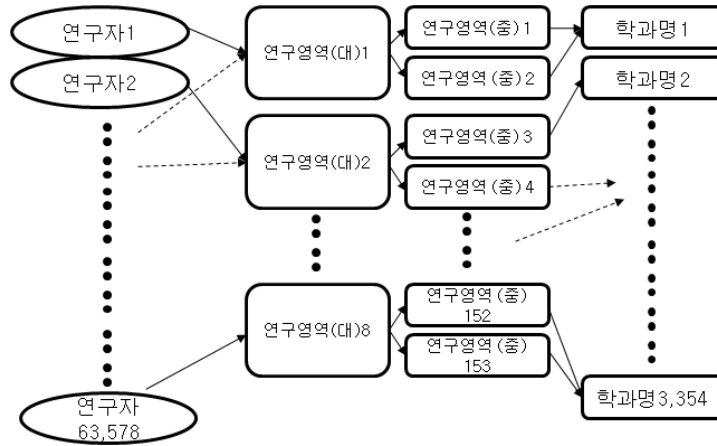 연구자1
연구자2
연구자
63,578
연구영역(대)1
연구영역(대)2
연구영역(대)8
연구영역(중)1
연구영역(중)2
연구영역(중)3
연구영역(중)4
연구영역(중)
152
연구영역(중)
153
학과명1
학과명2
학과명3,354